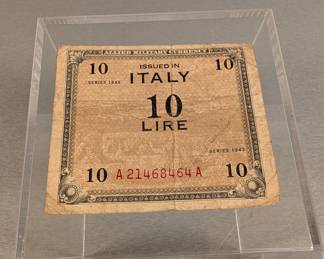 ALLIED MILITARY CURRENCY
10 ISSUED IN 10
SERIES 1943 ITALY
10
LIRE
SERIES 1943
10 A 21468464 A 10